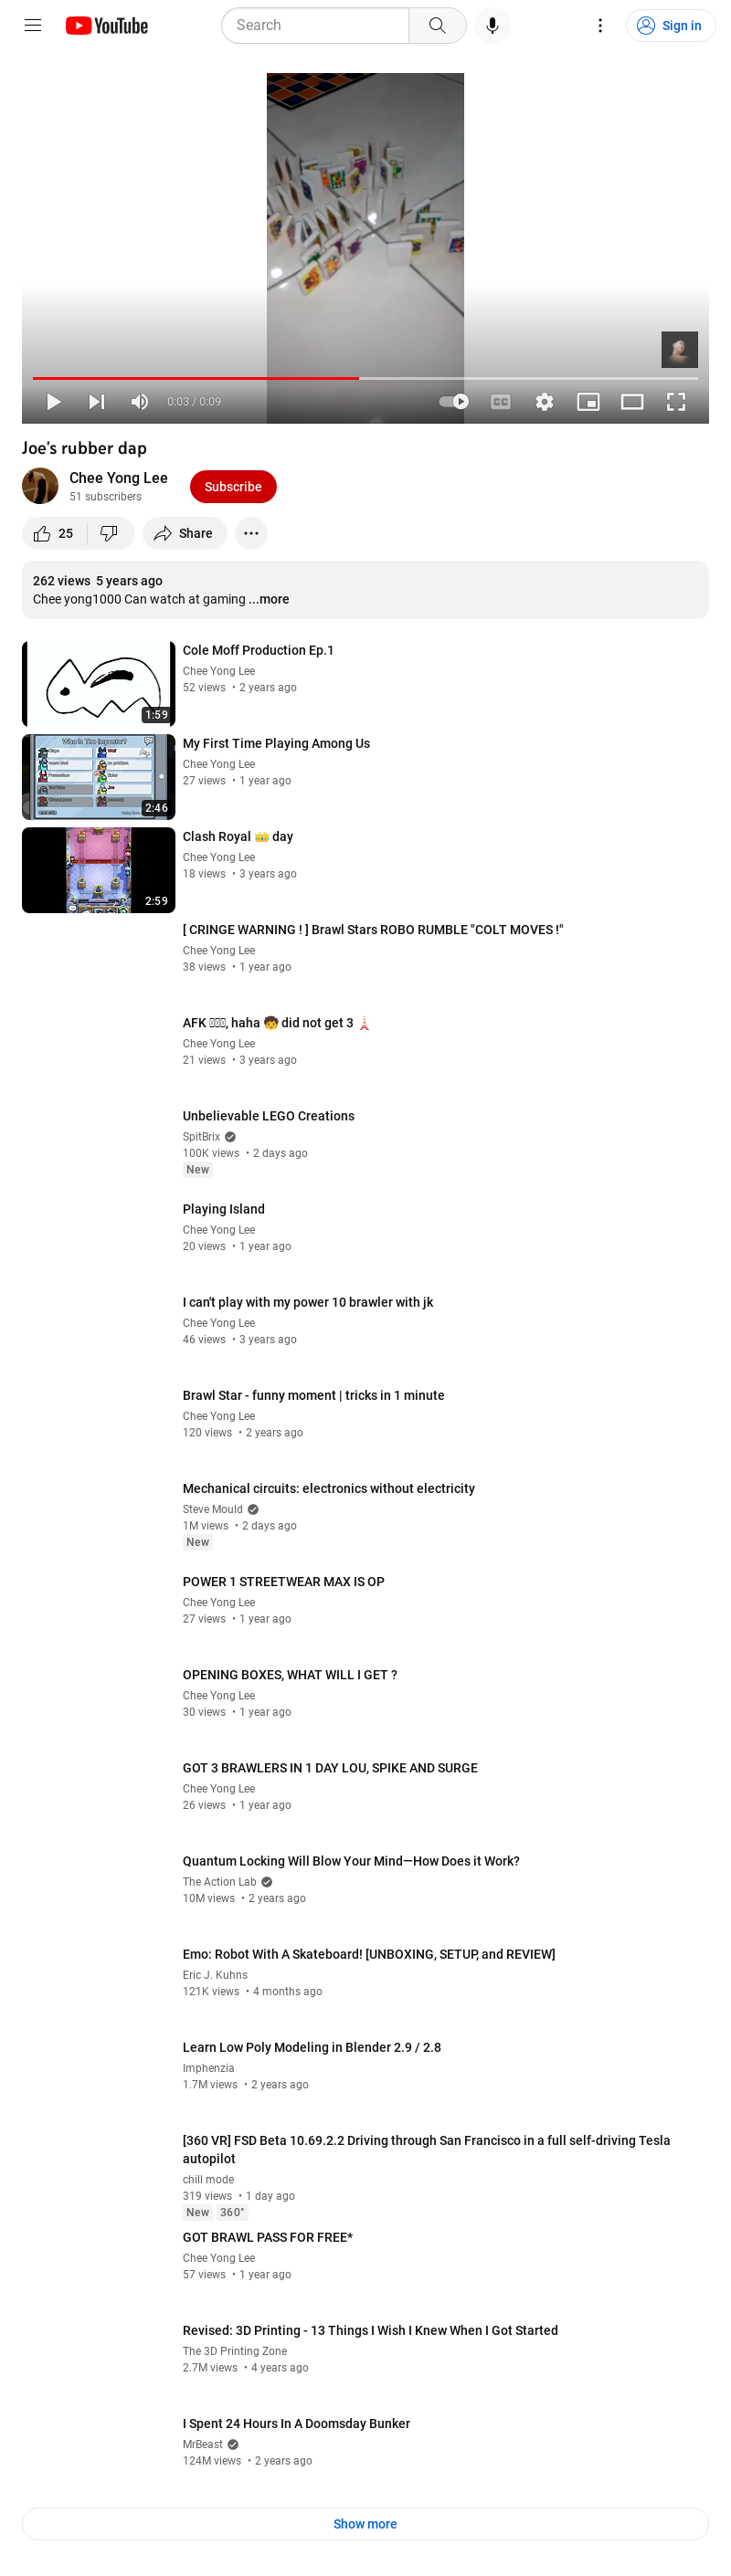 YouTube
Search
Sign in
0:03 / 0:09
CC
Joe's rubber dap
Chee Yong Lee
51 subscribers
Subscribe
25
Share
262 views 5 years ago
Chee yong1000 Can watch at gaming ...more
1:59
Cole Moff Production Ep.1
Chee Yong Lee
52 views • 2 years ago
Who Is The Impostor?
2:46
My First Time Playing Among Us
Chee Yong Lee
27 views • 1 year ago
2:59
Clash Royal 👑 day
Chee Yong Lee
18 views • 3 years ago
[ CRINGE WARNING ! ] Brawl Stars ROBO RUMBLE "COLT MOVES !"
Chee Yong Lee
38 views • 1 year ago
AFK , haha 🧒 did not get 3 🗼
Chee Yong Lee
21 views • 3 years ago
Unbelievable LEGO Creations
SpitBrix
100K views • 2 days ago
New
Playing Island
Chee Yong Lee
20 views • 1 year ago
I can't play with my power 10 brawler with jk
Chee Yong Lee
46 views • 3 years ago
Brawl Star - funny moment | tricks in 1 minute
Chee Yong Lee
120 views • 2 years ago
Mechanical circuits: electronics without electricity
Steve Mould
1M views • 2 days ago
New
POWER 1 STREETWEAR MAX IS OP
Chee Yong Lee
27 views • 1 year ago
OPENING BOXES, WHAT WILL I GET ?
Chee Yong Lee
30 views • 1 year ago
GOT 3 BRAWLERS IN 1 DAY LOU, SPIKE AND SURGE
Chee Yong Lee
26 views • 1 year ago
Quantum Locking Will Blow Your Mind—How Does it Work?
The Action Lab
10M views • 2 years ago
Emo: Robot With A Skateboard! [UNBOXING, SETUP, and REVIEW]
Eric J. Kuhns
121K views • 4 months ago
Learn Low Poly Modeling in Blender 2.9 / 2.8
Imphenzia
1.7M views • 2 years ago
[360 VR] FSD Beta 10.69.2.2 Driving through San Francisco in a full self-driving Tesla
autopilot
chill mode
319 views • 1 day ago
New 360°
GOT BRAWL PASS FOR FREE*
Chee Yong Lee
57 views • 1 year ago
Revised: 3D Printing - 13 Things I Wish I Knew When I Got Started
The 3D Printing Zone
2.7M views • 4 years ago
I Spent 24 Hours In A Doomsday Bunker
MrBeast
124M views • 2 years ago
Show more